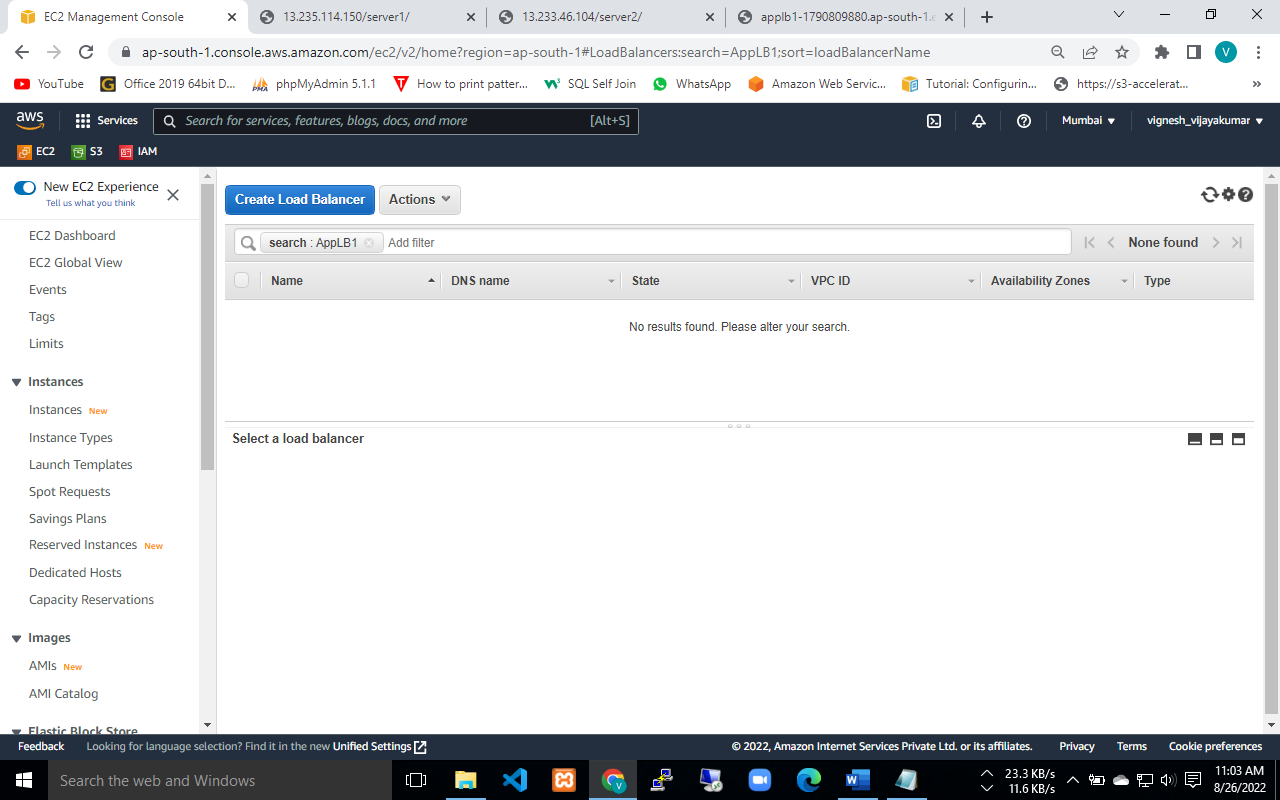 EC2 Management Console
13.235.114.150/server1/
13.233.46.104/server2/
applb1-1790809880.ap-south-1.e
ap-south-1.console.aws.amazon.com/ec2/v2/home?region=ap-south-1#LoadBalancers:search=AppLB1;sort=loadBalancerName
V
YouTube
Office 2019 64bit D...
phpMyAdmin 5.1.1
How to print patter...
SQL Self Join
WhatsApp
Amazon Web Servic...
Tutorial: Configurin...
https://s3-accelerat...
»
aws
Services
Search for services, features, blogs, docs, and more
[Alt+S]
Mumbai
vignesh_vijayakumar
EC2
S3
IAM
New EC2 Experience
Tell us what you think
EC2 Dashboard
EC2 Global View
Events
Tags
Limits
Instances
Instances New
Instance Types
Launch Templates
Spot Requests
Savings Plans
Reserved Instances New
Dedicated Hosts
Capacity Reservations
Images
AMIs New
AMI Catalog
Elastic Block Store
Create Load Balancer
Actions
search : AppLB1
Add filter
None found
Name
DNS name
State
VPC ID
Availability Zones
Type
No results found. Please alter your search.
Select a load balancer
Feedback
Looking for language selection? Find it in the new Unified Settings
© 2022, Amazon Internet Services Private Ltd. or its affiliates.
Privacy
Terms
Cookie preferences
Search the web and Windows
23.3 KB/s
11.6 KB/s
11:03 AM
8/26/2022